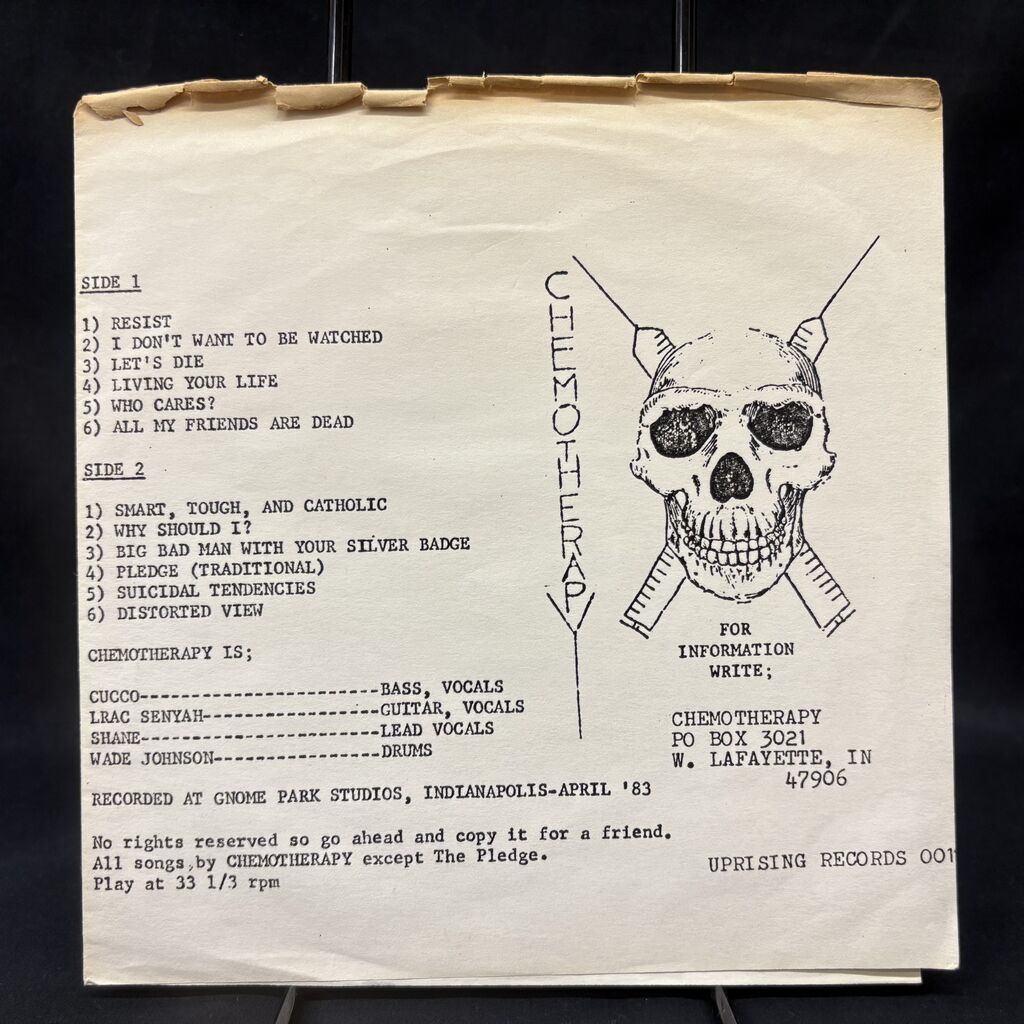 SIDE 1
1) RESIST
2) I DON'T WANT TO BE WATCHED
3) LET'S DIE
4) LIVING YOUR LIFE
5) WHO CARES?
6) ALL MY FRIENDS ARE DEAD
SIDE 2
1) SMART, TOUGH, AND CATHOLIC
2) WHY SHOULD I?
3) BIG BAD MAN WITH YOUR SILVER BADGE
4) PLEDGE (TRADITIONAL)
5) SUICIDAL TENDENCIES
6) DISTORTED VIEW
CHEMOTHERAPY IS;
CUCCO-----------------------BASS, VOCALS
LRAC SENYAH-----------------GUITAR, VOCALS
SHANE-----------------------LEAD VOCALS
WADE JOHNSON----------------DRUMS
RECORDED AT GNOME PARK STUDIOS, INDIANAPOLIS-APRIL '83
No rights reserved so go ahead and copy it for a friend.
All songs, by CHEMOTHERAPY except The Pledge.
Play at 33 1/3 rpm
CHEMOTHERAPY
FOR
INFORMATION
WRITE;
CHEMOTHERAPY
PO BOX 3021
W. LAFAYETTE, IN
47906
UPRISING RECORDS 001